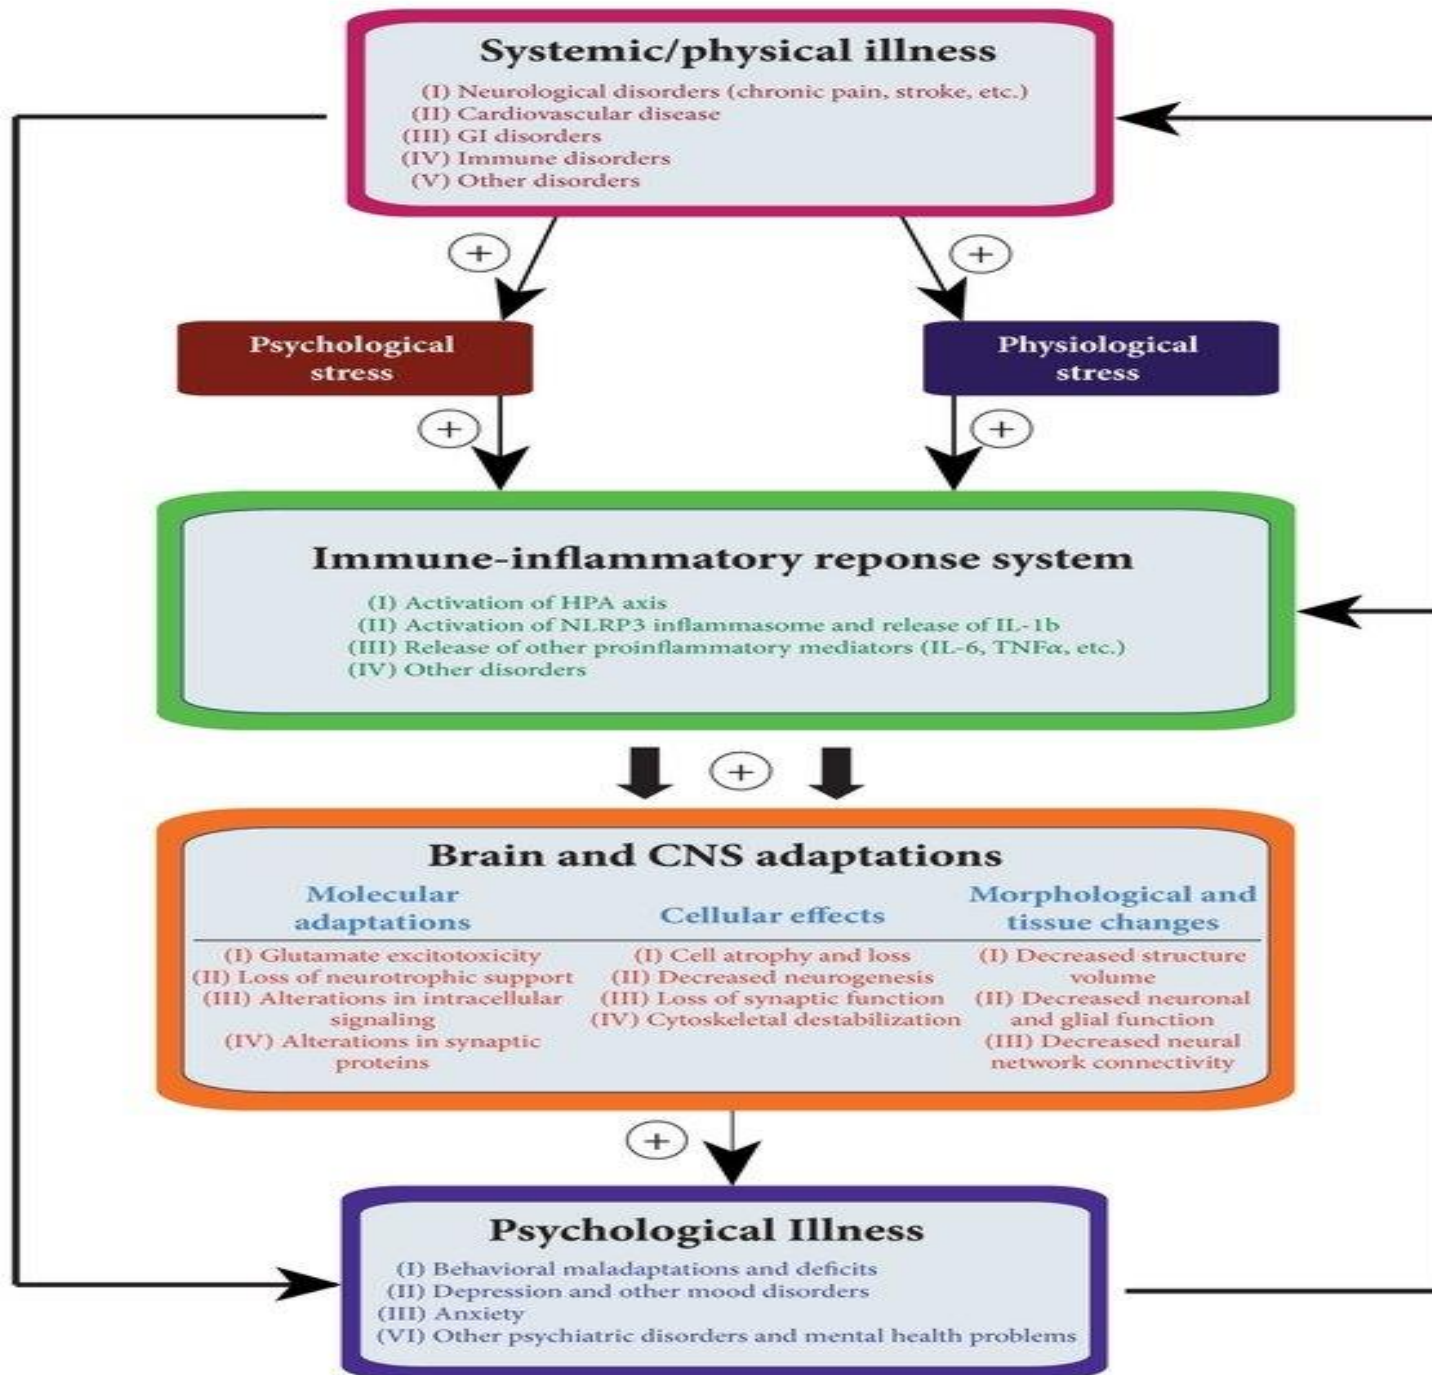 Systemic/physical illness
(I) Neurological disorders (chronic pain, stroke, etc.)
(II) Cardiovascular disease
(III) GI disorders
(IV) Immune disorders
(V) Other disorders
+
+
Psychological
stress
Physiological
stress
+
+
Immune-inflammatory reponse system
(I) Activation of HPA axis
(II) Activation of NLRP3 inflammasome and release of IL-1b
(III) Release of other proinflammatory mediators (IL-6, TNFα, etc.)
(IV) Other disorders
+
Brain and CNS adaptations
Molecular
adaptations
(I) Glutamate excitotoxicity
(II) Loss of neurotrophic support
(III) Alterations in intracellular
signaling
(IV) Alterations in synaptic
proteins
Cellular effects
(I) Cell atrophy and loss
(II) Decreased neurogenesis
(III) Loss of synaptic function
(IV) Cytoskeletal destabilization
Morphological and
tissue changes
(I) Decreased structure
volume
(II) Decreased neuronal
and glial function
(III) Decreased neural
network connectivity
+
Psychological Illness
(I) Behavioral maladaptations and deficits
(II) Depression and other mood disorders
(III) Anxiety
(VI) Other psychiatric disorders and mental health problems